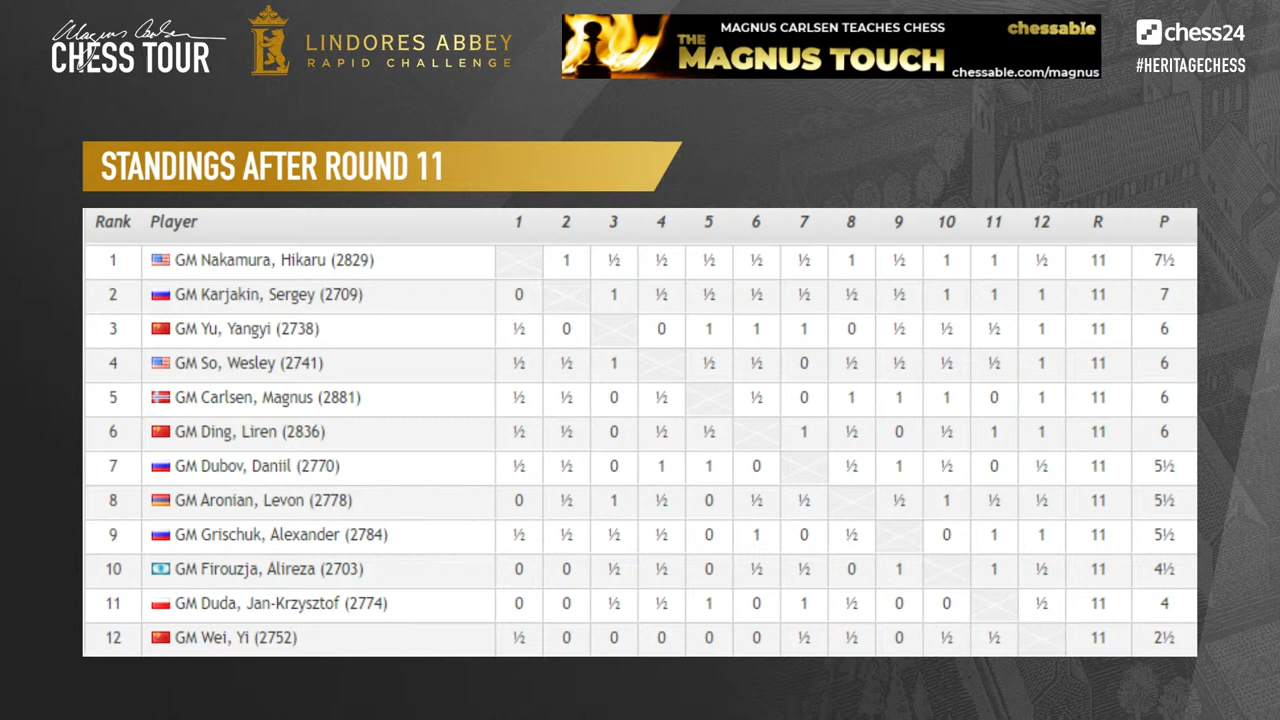 Magnus Carlsen
CHESS TOUR
LINDORES ABBEY
RAPID CHALLENGE
MAGNUS CARLSEN TEACHES CHESS
THE MAGNUS TOUCH
chessable
chessable.com/magnus
chess24
#HERITAGECHESS
STANDINGS AFTER ROUND 11
Rank Player 1 2 3 4 5 6 7 8 9 10 11 12 R P
1 GM Nakamura, Hikaru (2829) 1 ½ ½ ½ ½ ½ 1 ½ 1 1 ½ 11 7½
2 GM Karjakin, Sergey (2709) 0 1 ½ ½ ½ ½ ½ ½ 1 1 1 11 7
3 GM Yu, Yangyi (2738) ½ 0 0 1 1 1 0 ½ ½ ½ 1 11 6
4 GM So, Wesley (2741) ½ ½ 1 ½ ½ 0 ½ ½ ½ ½ 1 11 6
5 GM Carlsen, Magnus (2881) ½ ½ 0 ½ ½ 0 1 1 1 0 1 11 6
6 GM Ding, Liren (2836) ½ ½ 0 ½ ½ 1 ½ 0 ½ 1 1 11 6
7 GM Dubov, Daniil (2770) ½ ½ 0 1 1 0 ½ 1 ½ 0 ½ 11 5½
8 GM Aronian, Levon (2778) 0 ½ 1 ½ 0 ½ ½ ½ 1 ½ ½ 11 5½
9 GM Grischuk, Alexander (2784) ½ ½ ½ ½ 0 1 0 ½ 0 1 1 11 5½
10 GM Firouzja, Alireza (2703) 0 0 ½ ½ 0 ½ ½ 0 1 1 ½ 11 4½
11 GM Duda, Jan-Krzysztof (2774) 0 0 ½ ½ 1 0 1 ½ 0 0 ½ 11 4
12 GM Wei, Yi (2752) ½ 0 0 0 0 0 ½ ½ 0 ½ ½ 11 2½